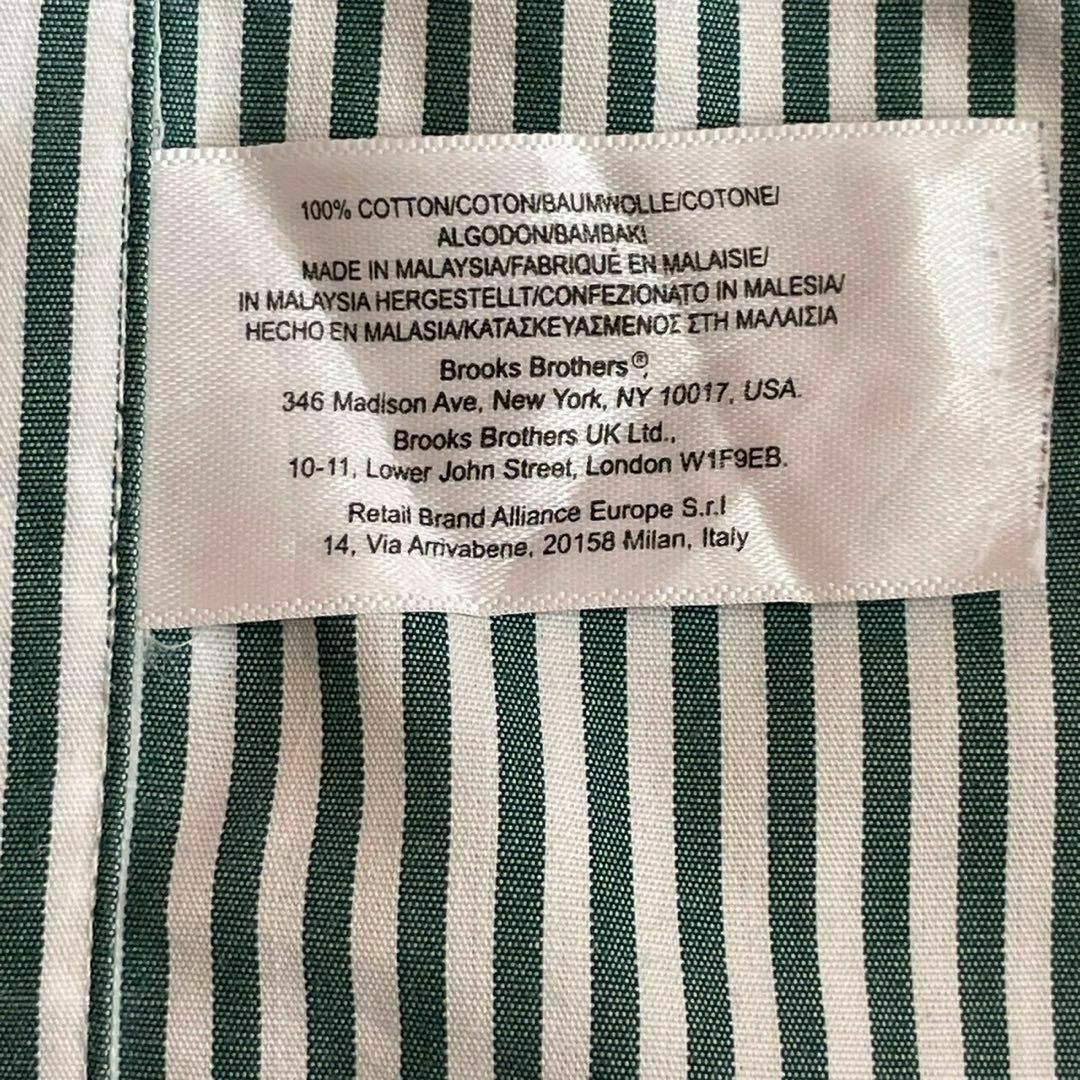 100% COTTON/COTON/BAUMWOLLE/COTONE/
ALGODON/BAMBAKI
MADE IN MALAYSIA/FABRIQUÉ EN MALAISIE/
IN MALAYSIA HERGESTELLT/CONFEZIONATO IN MALESIA/
HECHO EN MALASIA/ΚΑΤΑΣΚΕΥΑΣΜΕΝΟΣ ΣΤΗ ΜΑΛΑΙΣΙΑ
Brooks Brothers®,
346 Madison Ave, New York, NY 10017, USA.
Brooks Brothers UK Ltd.,
10-11, Lower John Street, London W1F9EB.
Retail Brand Alliance Europe S.r.l
14, Via Arrivabene, 20158 Milan, Italy